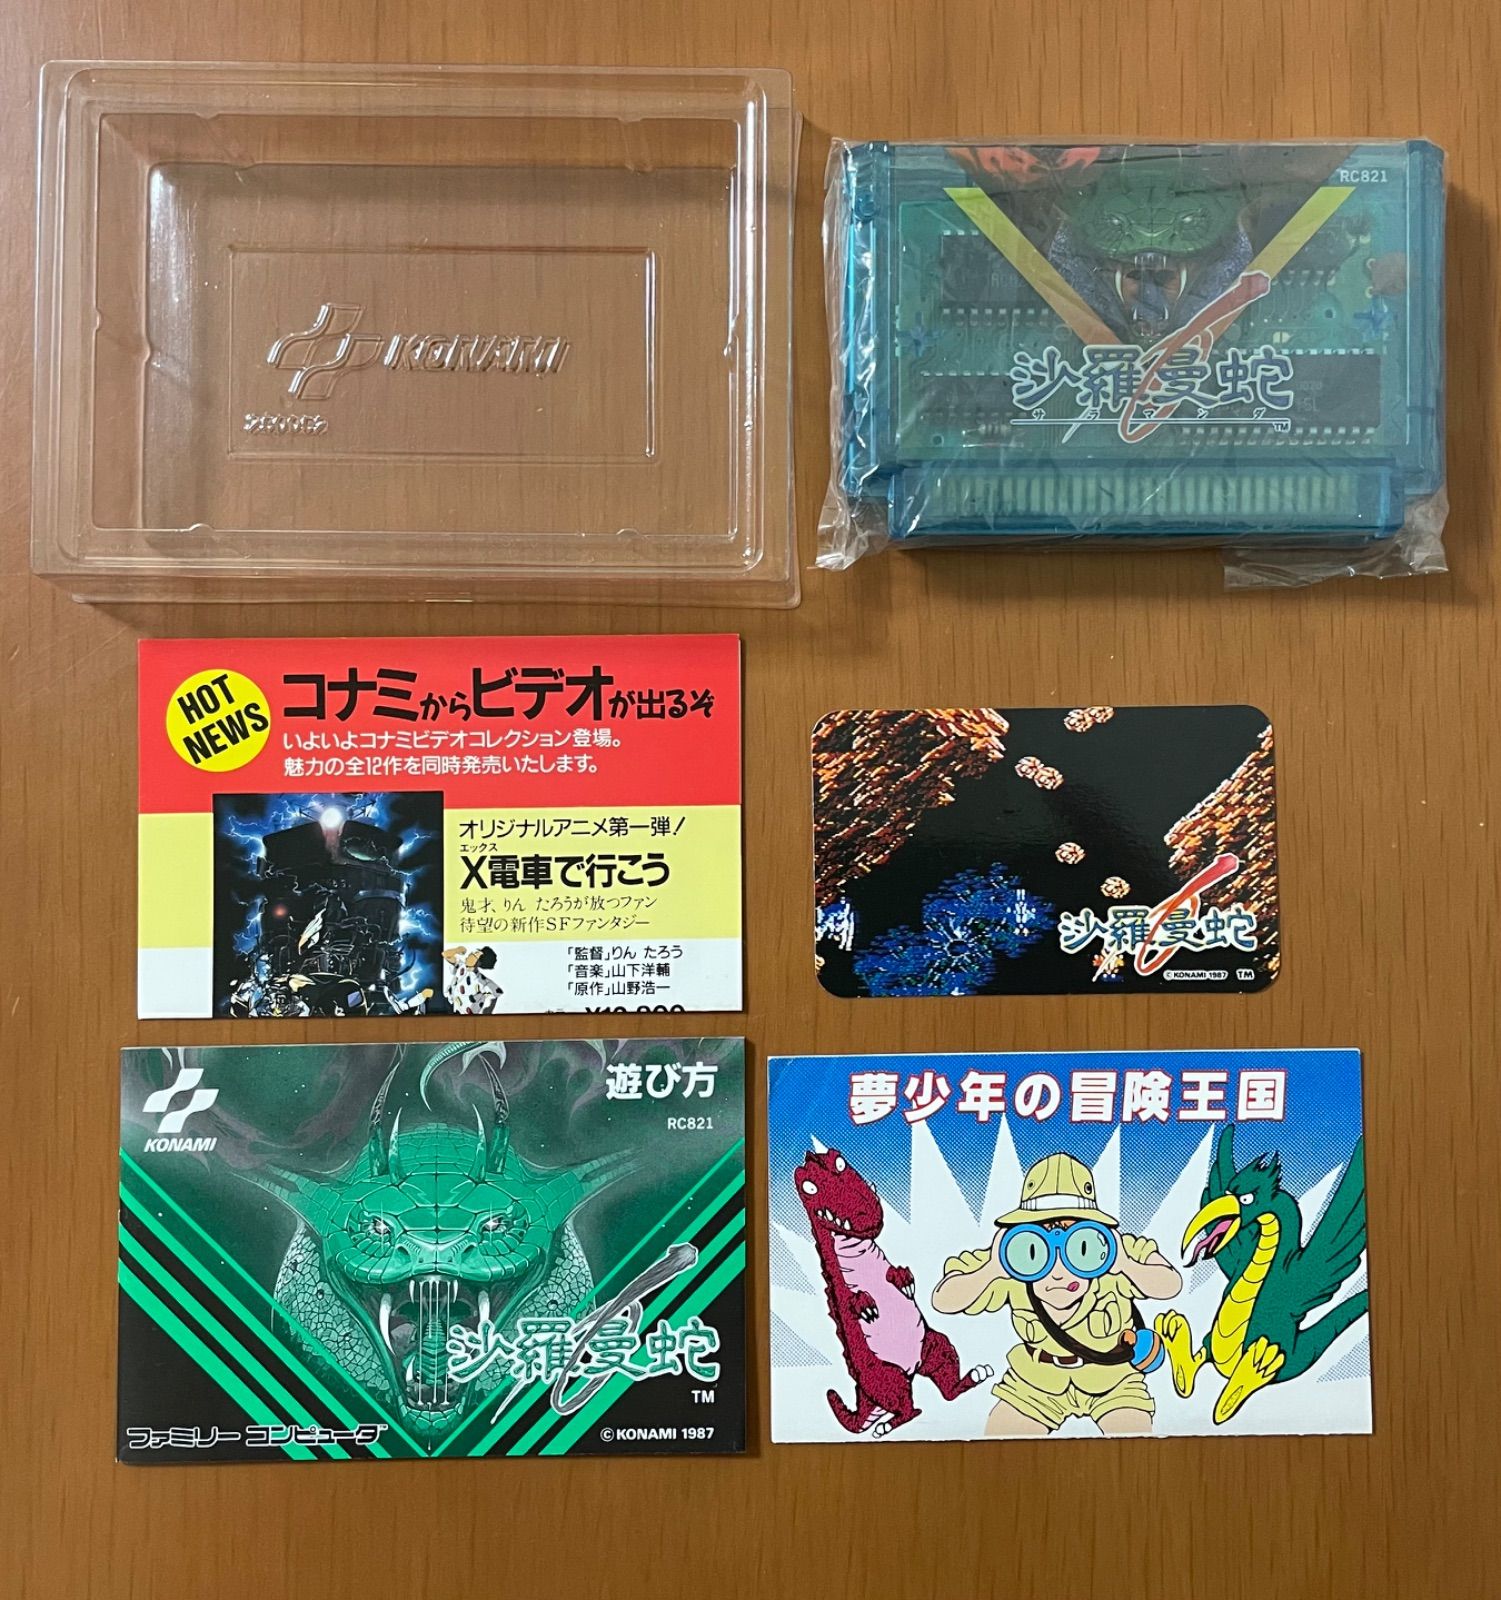 KONAMI
RC821
沙羅曼蛇
サラマンダ
TM
HOT
NEWS
コナミからビデオが出るぞ
いよいよコナミビデオコレクション登場。
魅力の全12作を同時発売いたします。
オリジナルアニメ第一弾!
エックス
X電車で行こう
鬼才、りん たろうが放つファン
待望の新作SFファンタジー
「監督」りん たろう
「音楽」山下洋輔
「原作」山野浩一
沙羅曼蛇
© KONAMI 1987 TM
KONAMI
遊び方
RC821
沙羅曼蛇
TM
ファミリーコンピュータ
© KONAMI 1987
夢少年の冒険王国